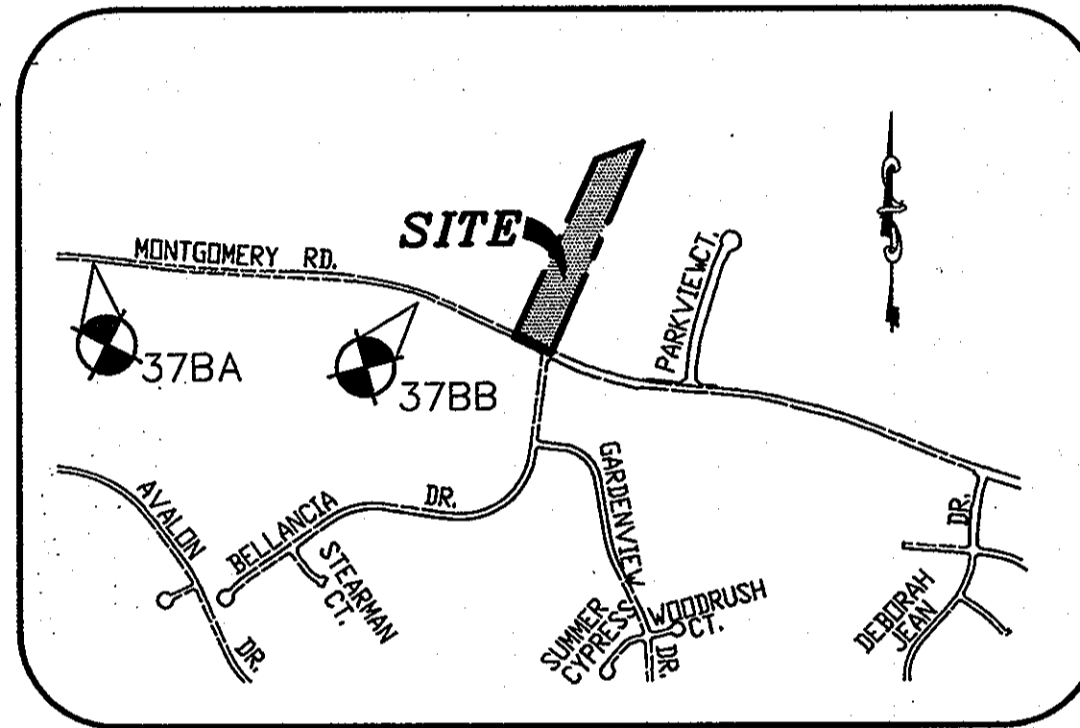 SITE
MONTGOMERY RD.
PARKVIEW CT.
37BA
37BB
AVALON
DR.
BELLANCIA
DR.
STEARMAN
CT.
GARDENVIEW
DR.
SUMMER
CYPRESS
WOODRUSH
CT.
DEBORAH
JEAN
DR.